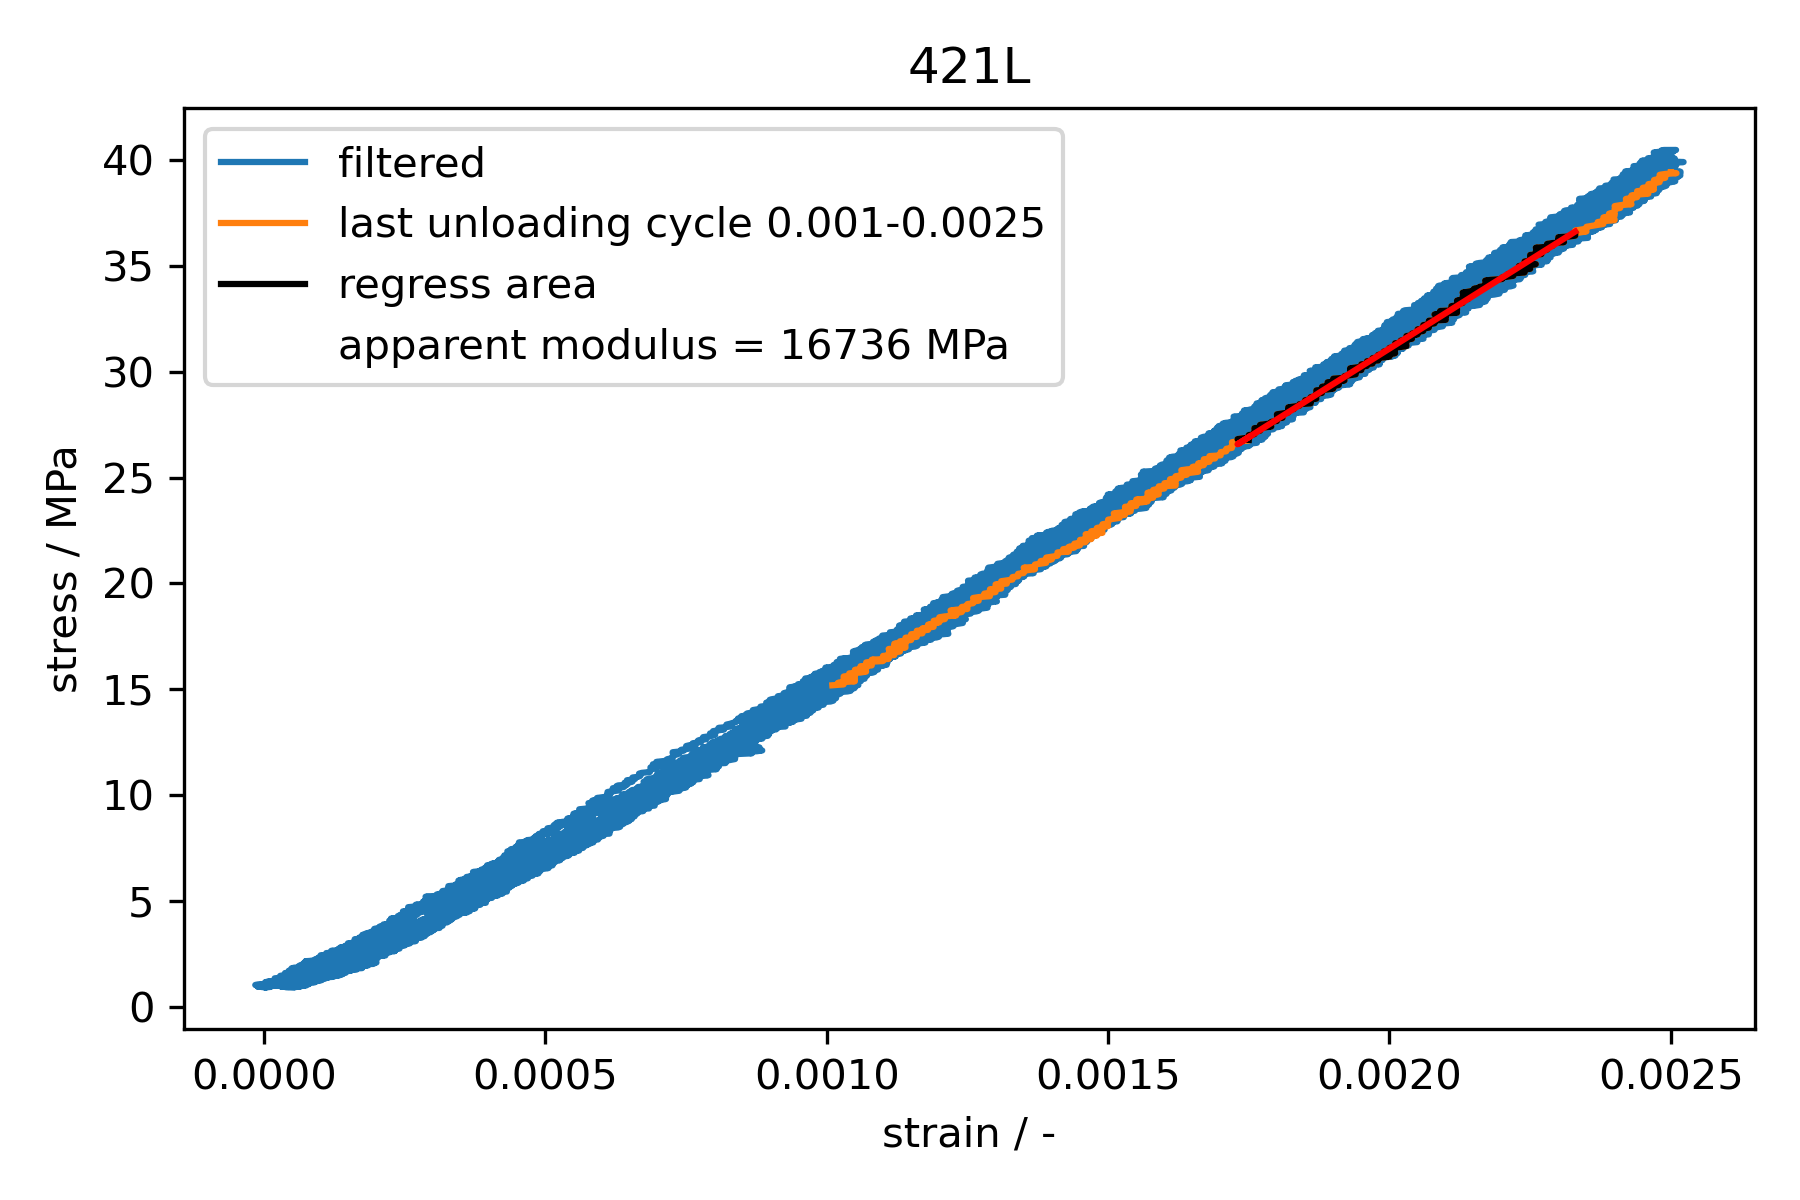 421L
filtered
last unloading cycle 0.001-0.0025
regress area
apparent modulus = 16736 MPa
stress / MPa
40
35
30
25
20
15
10
5
0
0.0000 0.0005 0.0010 0.0015 0.0020 0.0025
strain / -